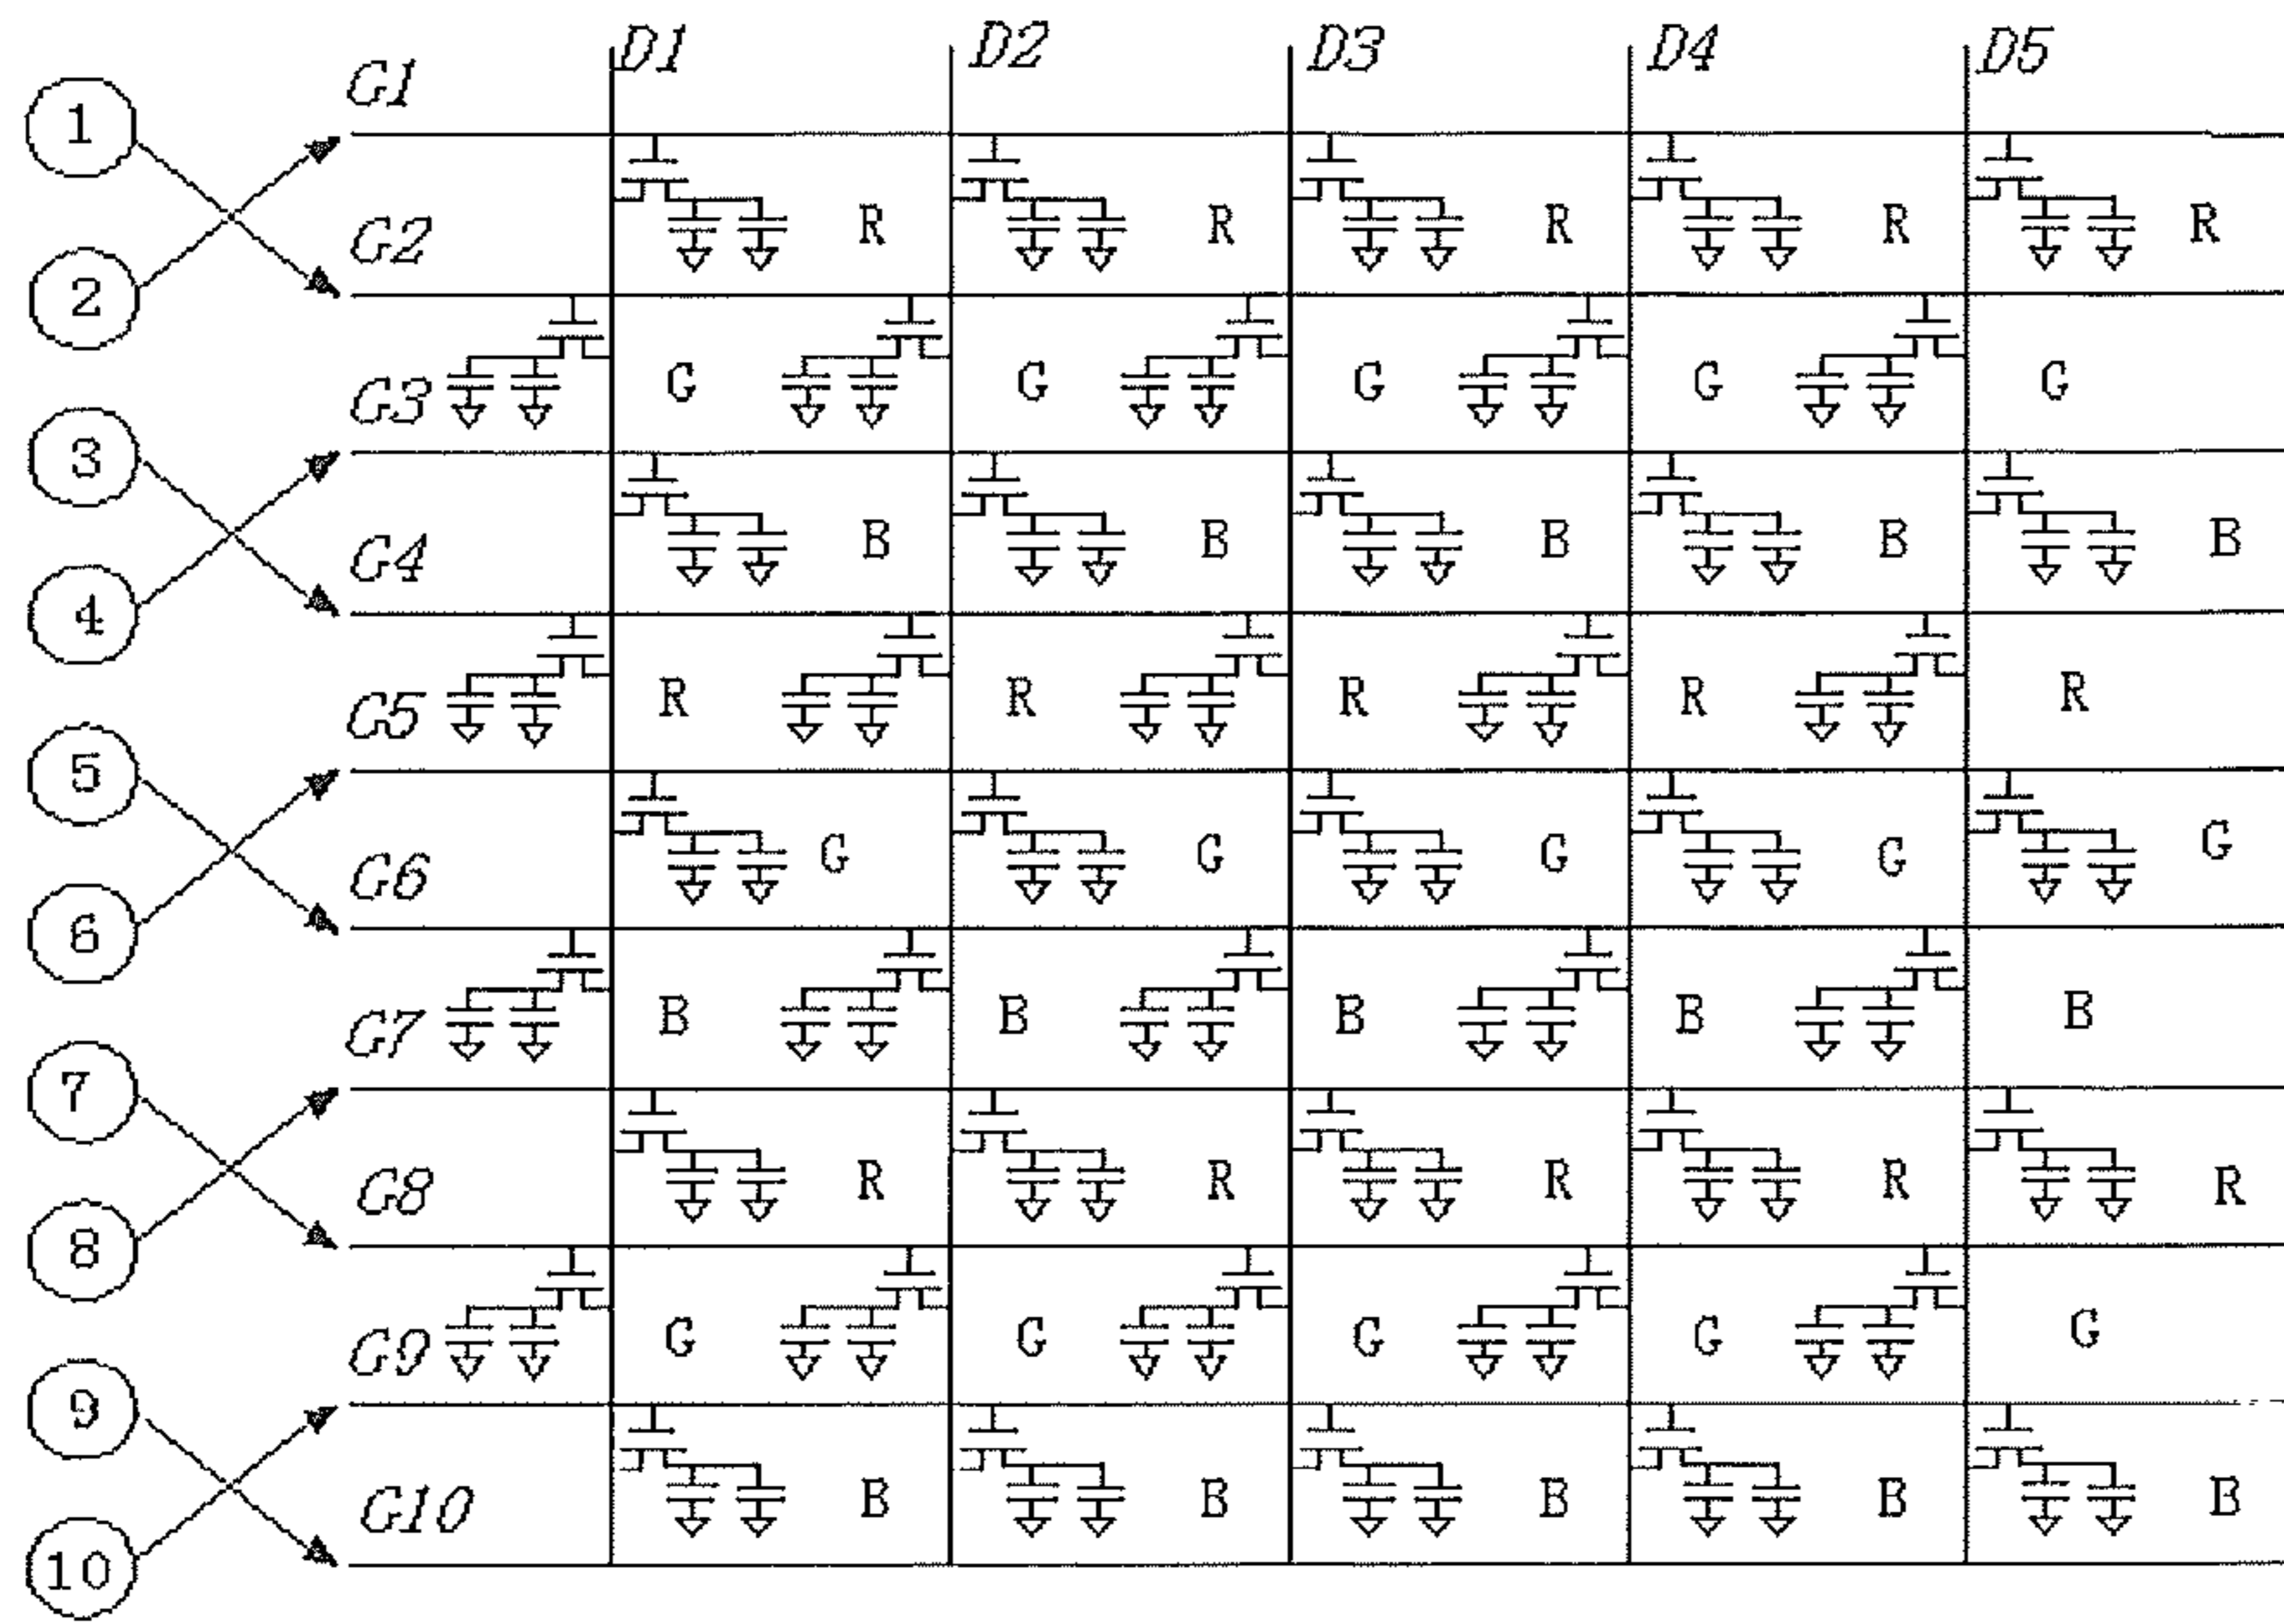 D1 D2 D3 D4 D5
G1
1
G2 R R R R R
2
G3 G G G G G
3
G4 B B B B B
4
G5 R R R R R
5
G6 G G G G G
6
G7 B B B B B
7
G8 R R R R R
8
G9 G G G G G
9
G10 B B B B B
10